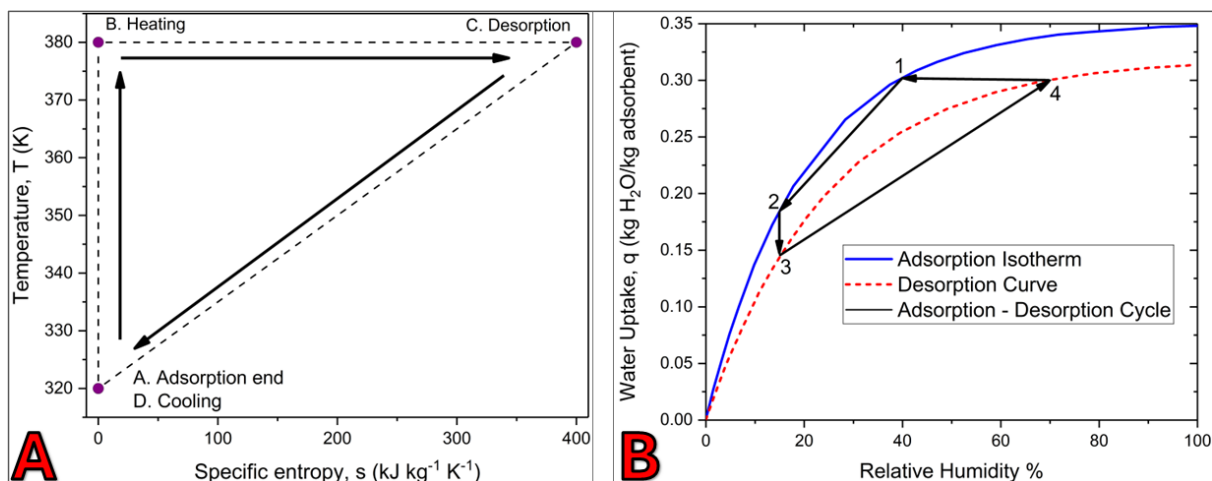 B. Heating
C. Desorption
380
375
370
360
350
340
330
320
Temperature, T (K)
A. Adsorption end
D. Cooling
0
100
200
300
400
Specific entropy, s (kJ kg⁻¹ K⁻¹)
A
0.35
0.30
0.25
0.20
0.15
0.10
0.05
0.00
Water Uptake, q (kg H₂O/kg adsorbent)
1
4
2
3
Adsorption Isotherm
Desorption Curve
Adsorption - Desorption Cycle
0
20
40
60
80
100
Relative Humidity %
B